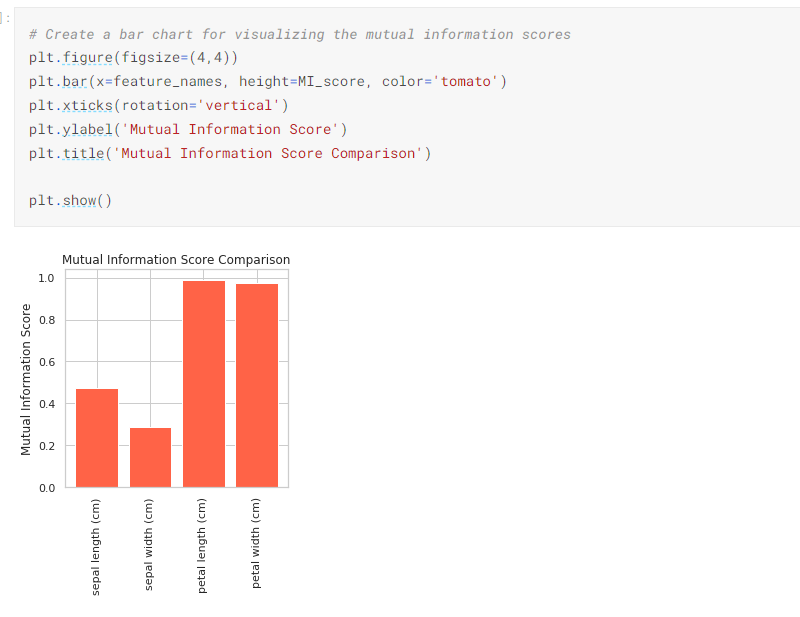 ]:
# Create a bar chart for visualizing the mutual information scores
plt.figure(figsize=(4,4))
plt.bar(x=feature_names, height=MI_score, color='tomato')
plt.xticks(rotation='vertical')
plt.ylabel('Mutual Information Score')
plt.title('Mutual Information Score Comparison')
plt.show()
Mutual Information Score Comparison
Mutual Information Score
1.0
0.8
0.6
0.4
0.2
0.0
sepal length (cm)
sepal width (cm)
petal length (cm)
petal width (cm)